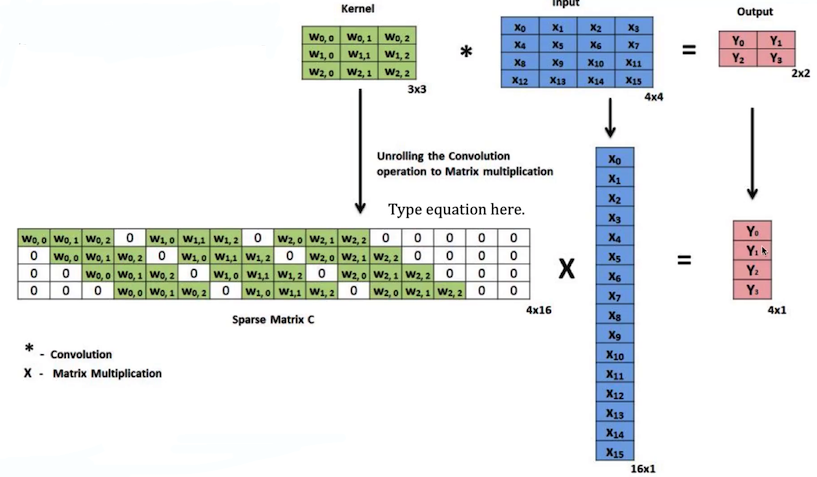 Kernel
Input
Output
W0, 0 W0, 1 W0, 2
W1, 0 W1,1 W1, 2
W2, 0 W2, 1 W2, 2
3x3
*
X0 X1 X2 X3
X4 X5 X6 X7
X8 X9 X10 X11
X12 X13 X14 X15
4x4
=
Y0 Y1
Y2 Y3
2x2
Unrolling the Convolution
operation to Matrix multiplication
Type equation here.
W0, 0 W0, 1 W0, 2 0 W1, 0 W1,1 W1, 2 0 W2, 0 W2, 1 W2, 2 0 0 0 0 0
0 W0, 0 W0, 1 W0, 2 0 W1, 0 W1,1 W1, 2 0 W2, 0 W2, 1 W2, 2 0 0 0 0
0 0 W0, 0 W0, 1 W0, 2 0 W1, 0 W1,1 W1, 2 0 W2, 0 W2, 1 W2, 2 0 0 0
0 0 0 W0, 0 W0, 1 W0, 2 0 W1, 0 W1,1 W1, 2 0 W2, 0 W2, 1 W2, 2 0 0
4x16
Sparse Matrix C
X
X0
X1
X2
X3
X4
X5
X6
X7
X8
X9
X10
X11
X12
X13
X14
X15
16x1
=
Y0
Y1
Y2
Y3
4x1
* - Convolution
X - Matrix Multiplication